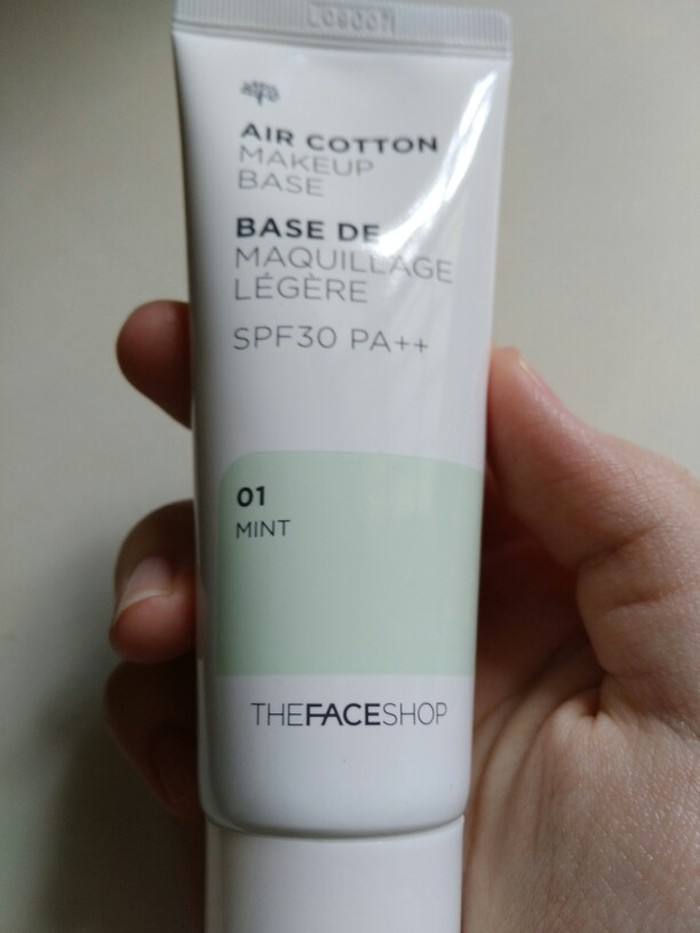 AIR COTTON
MAKEUP
BASE
BASE DE
MAQUILLAGE
LÉGÈRE
SPF30 PA++
01
MINT
THEFACESHOP